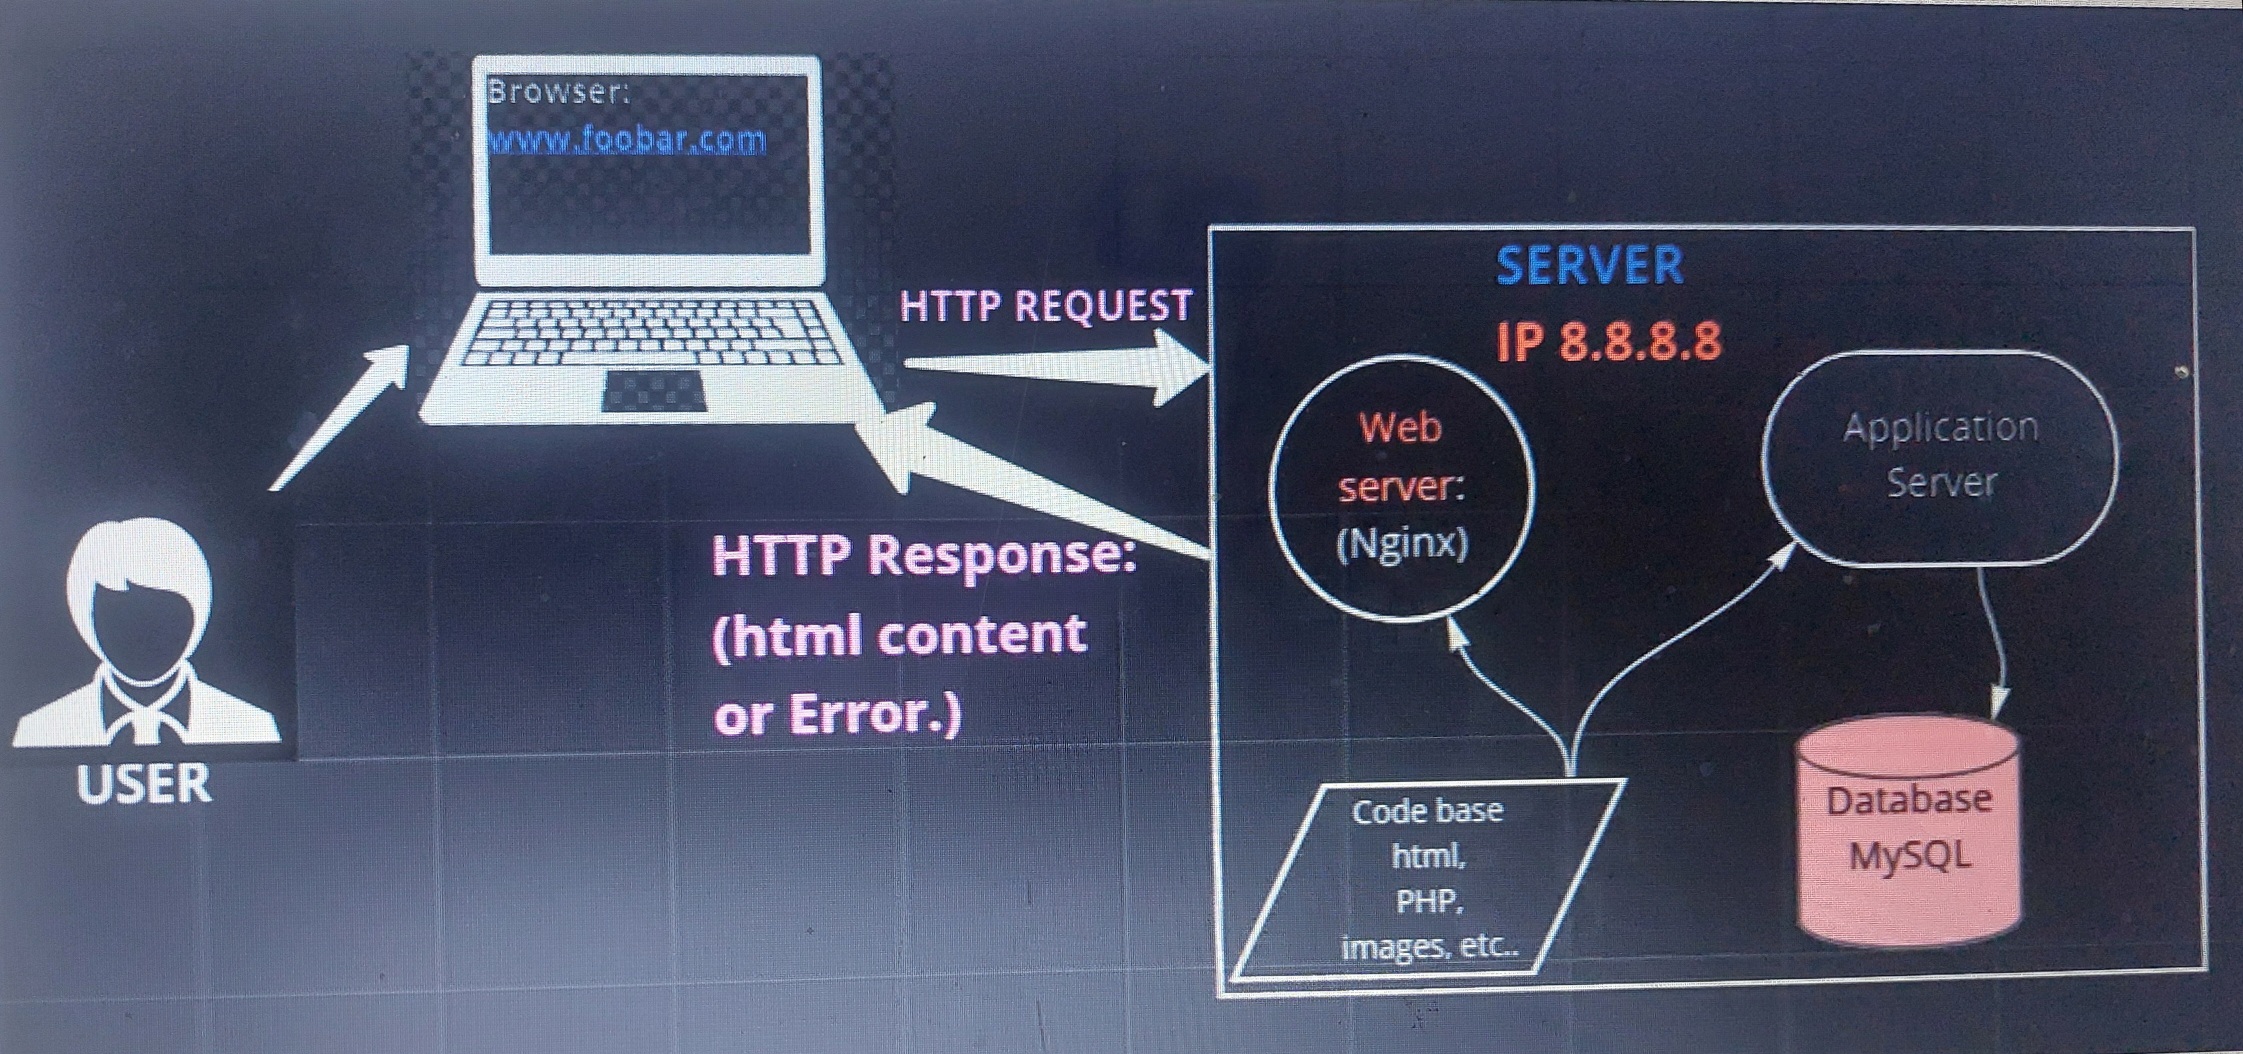 Browser:
www.foobar.com
HTTP REQUEST
HTTP Response:
(html content
or Error.)
USER
SERVER
IP 8.8.8.8
Web
server:
(Nginx)
Application
Server
Code base
html,
PHP,
images, etc..
Database
MySQL